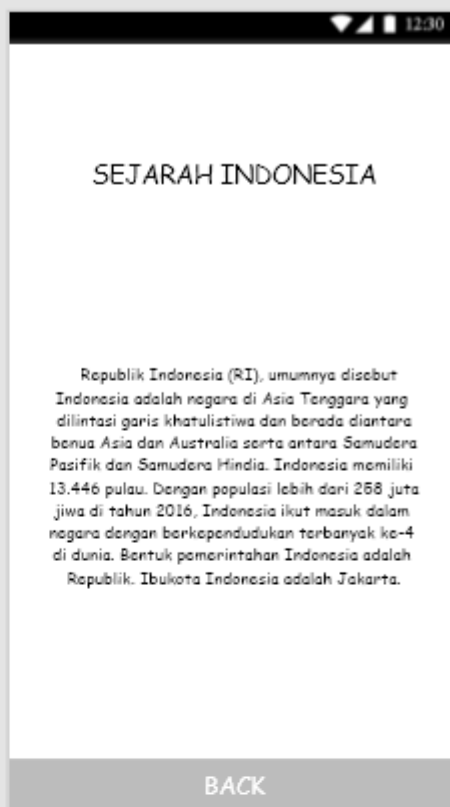 12:30
SEJARAH INDONESIA
Republik Indonesia (RI), umumnya disebut
Indonesia adalah negara di Asia Tenggara yang
dilintasi garis khatulistiwa dan berada diantara
benua Asia dan Australia serta antara Samudera
Pasifik dan Samudera Hindia. Indonesia memiliki
13.446 pulau. Dengan populasi lebih dari 258 juta
jiwa di tahun 2016, Indonesia ikut masuk dalam
negara dengan berkependudukan terbanyak ke-4
di dunia. Bentuk pemerintahan Indonesia adalah
Republik. Ibukota Indonesia adalah Jakarta.
BACK